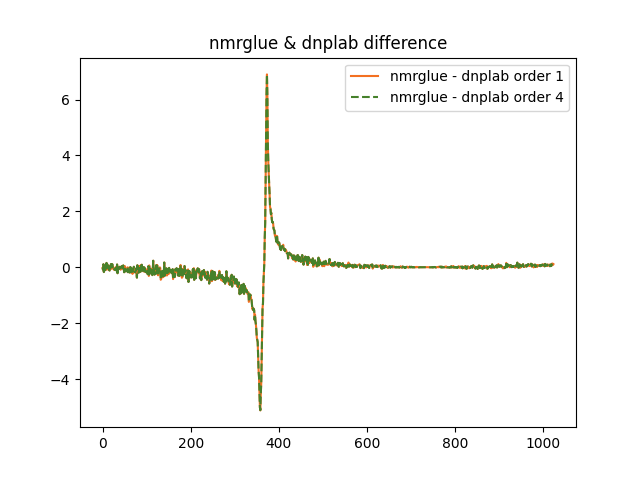 nmrglue & dnplab difference
nmrglue - dnplab order 1
nmrglue - dnplab order 4
6
4
2
0
−2
−4
0 200 400 600 800 1000